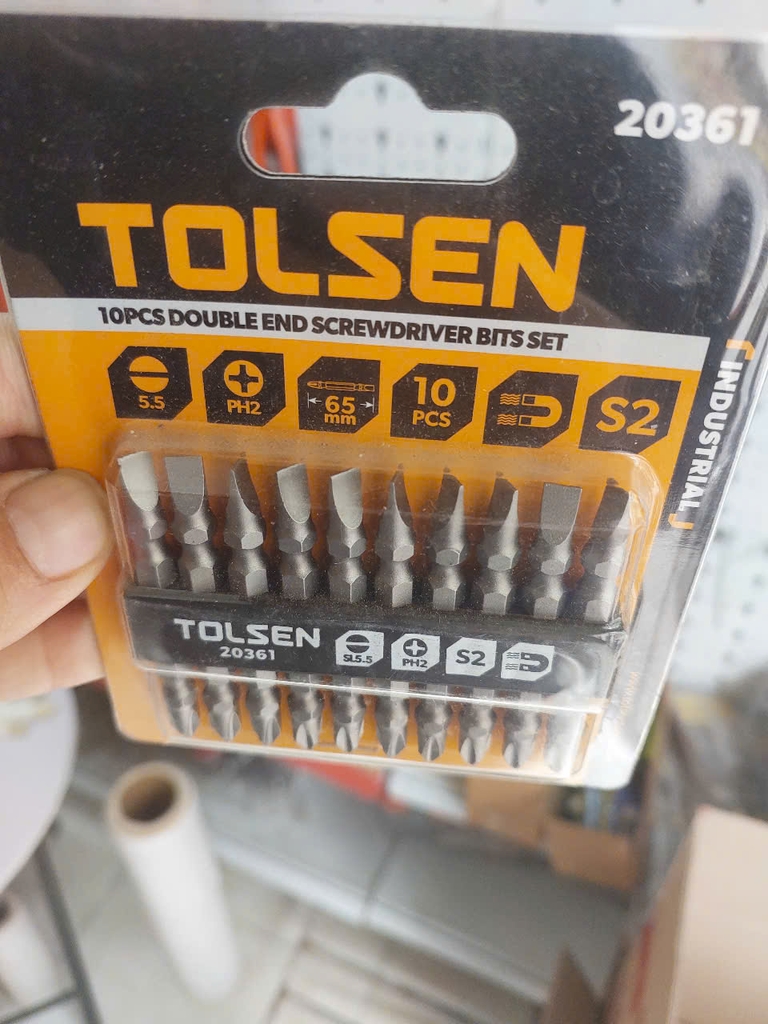 20361
TOLSEN
10PCS DOUBLE END SCREWDRIVER BITS SET
5.5
PH2
65
mm
10
PCS
S2
INDUSTRIAL
TOLSEN
20361
SL5.5
PH2
S2